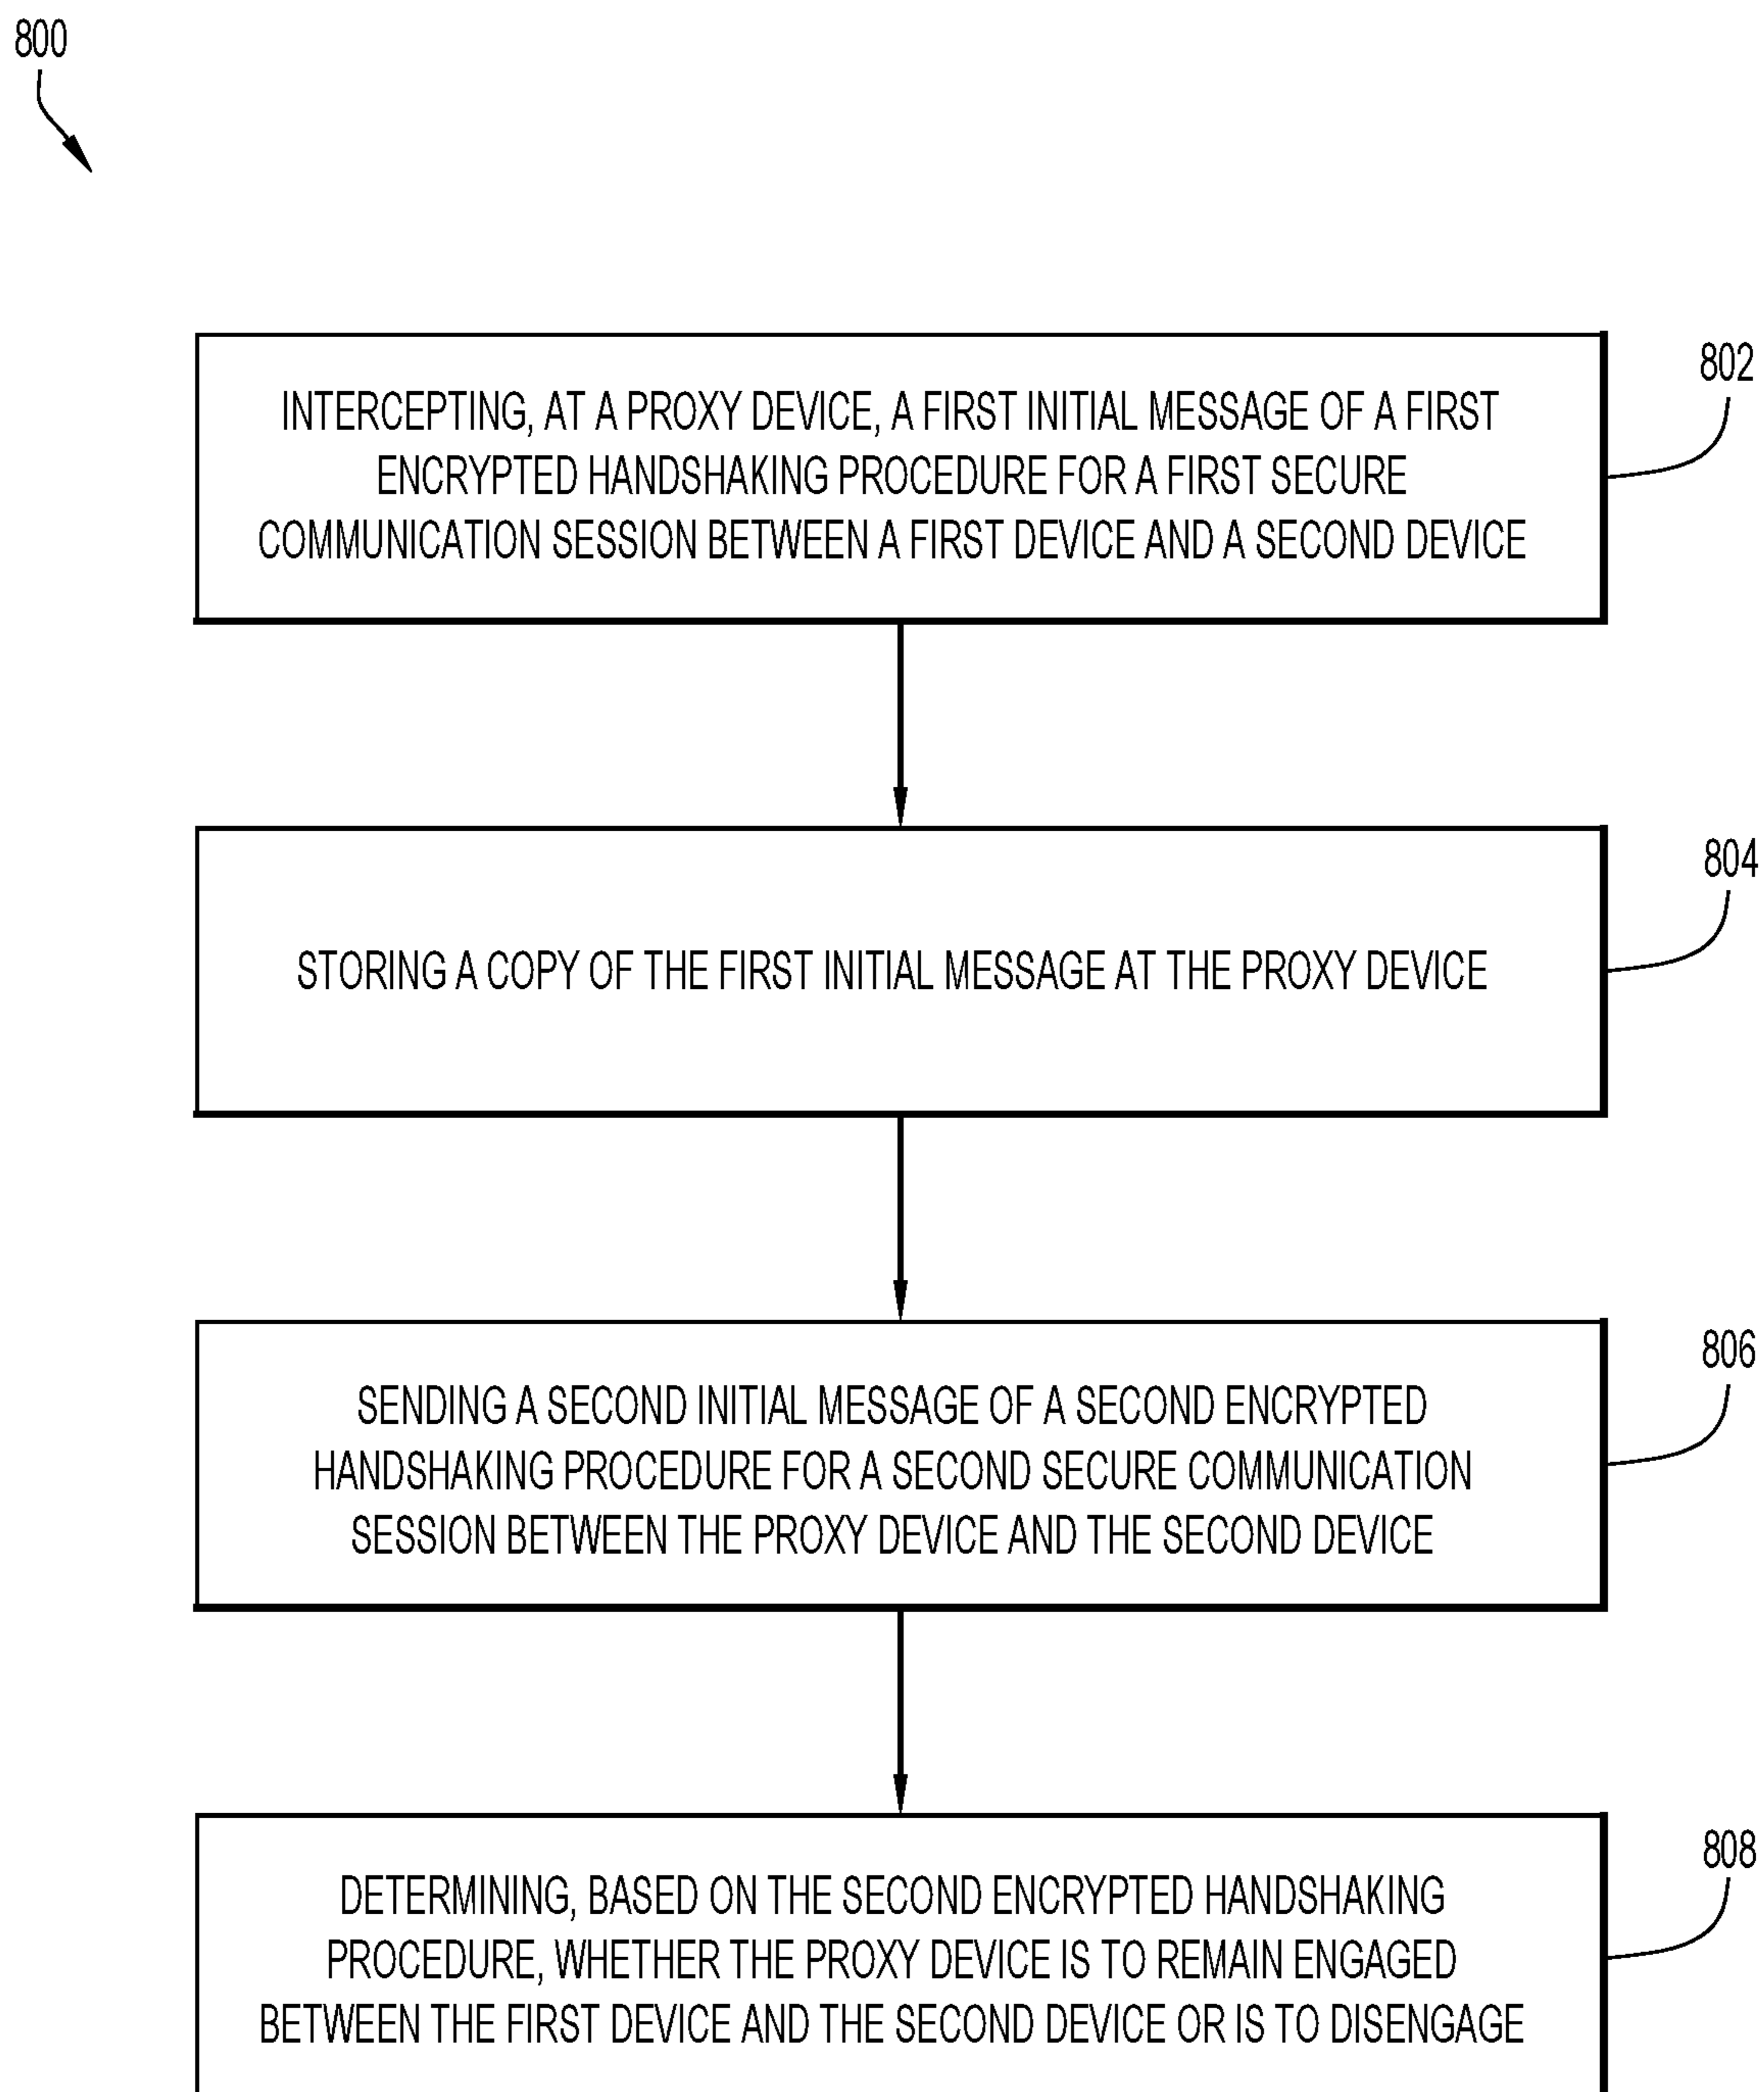 800
INTERCEPTING, AT A PROXY DEVICE, A FIRST INITIAL MESSAGE OF A FIRST
ENCRYPTED HANDSHAKING PROCEDURE FOR A FIRST SECURE
COMMUNICATION SESSION BETWEEN A FIRST DEVICE AND A SECOND DEVICE
802
STORING A COPY OF THE FIRST INITIAL MESSAGE AT THE PROXY DEVICE
804
SENDING A SECOND INITIAL MESSAGE OF A SECOND ENCRYPTED
HANDSHAKING PROCEDURE FOR A SECOND SECURE COMMUNICATION
SESSION BETWEEN THE PROXY DEVICE AND THE SECOND DEVICE
806
DETERMINING, BASED ON THE SECOND ENCRYPTED HANDSHAKING
PROCEDURE, WHETHER THE PROXY DEVICE IS TO REMAIN ENGAGED
BETWEEN THE FIRST DEVICE AND THE SECOND DEVICE OR IS TO DISENGAGE
808